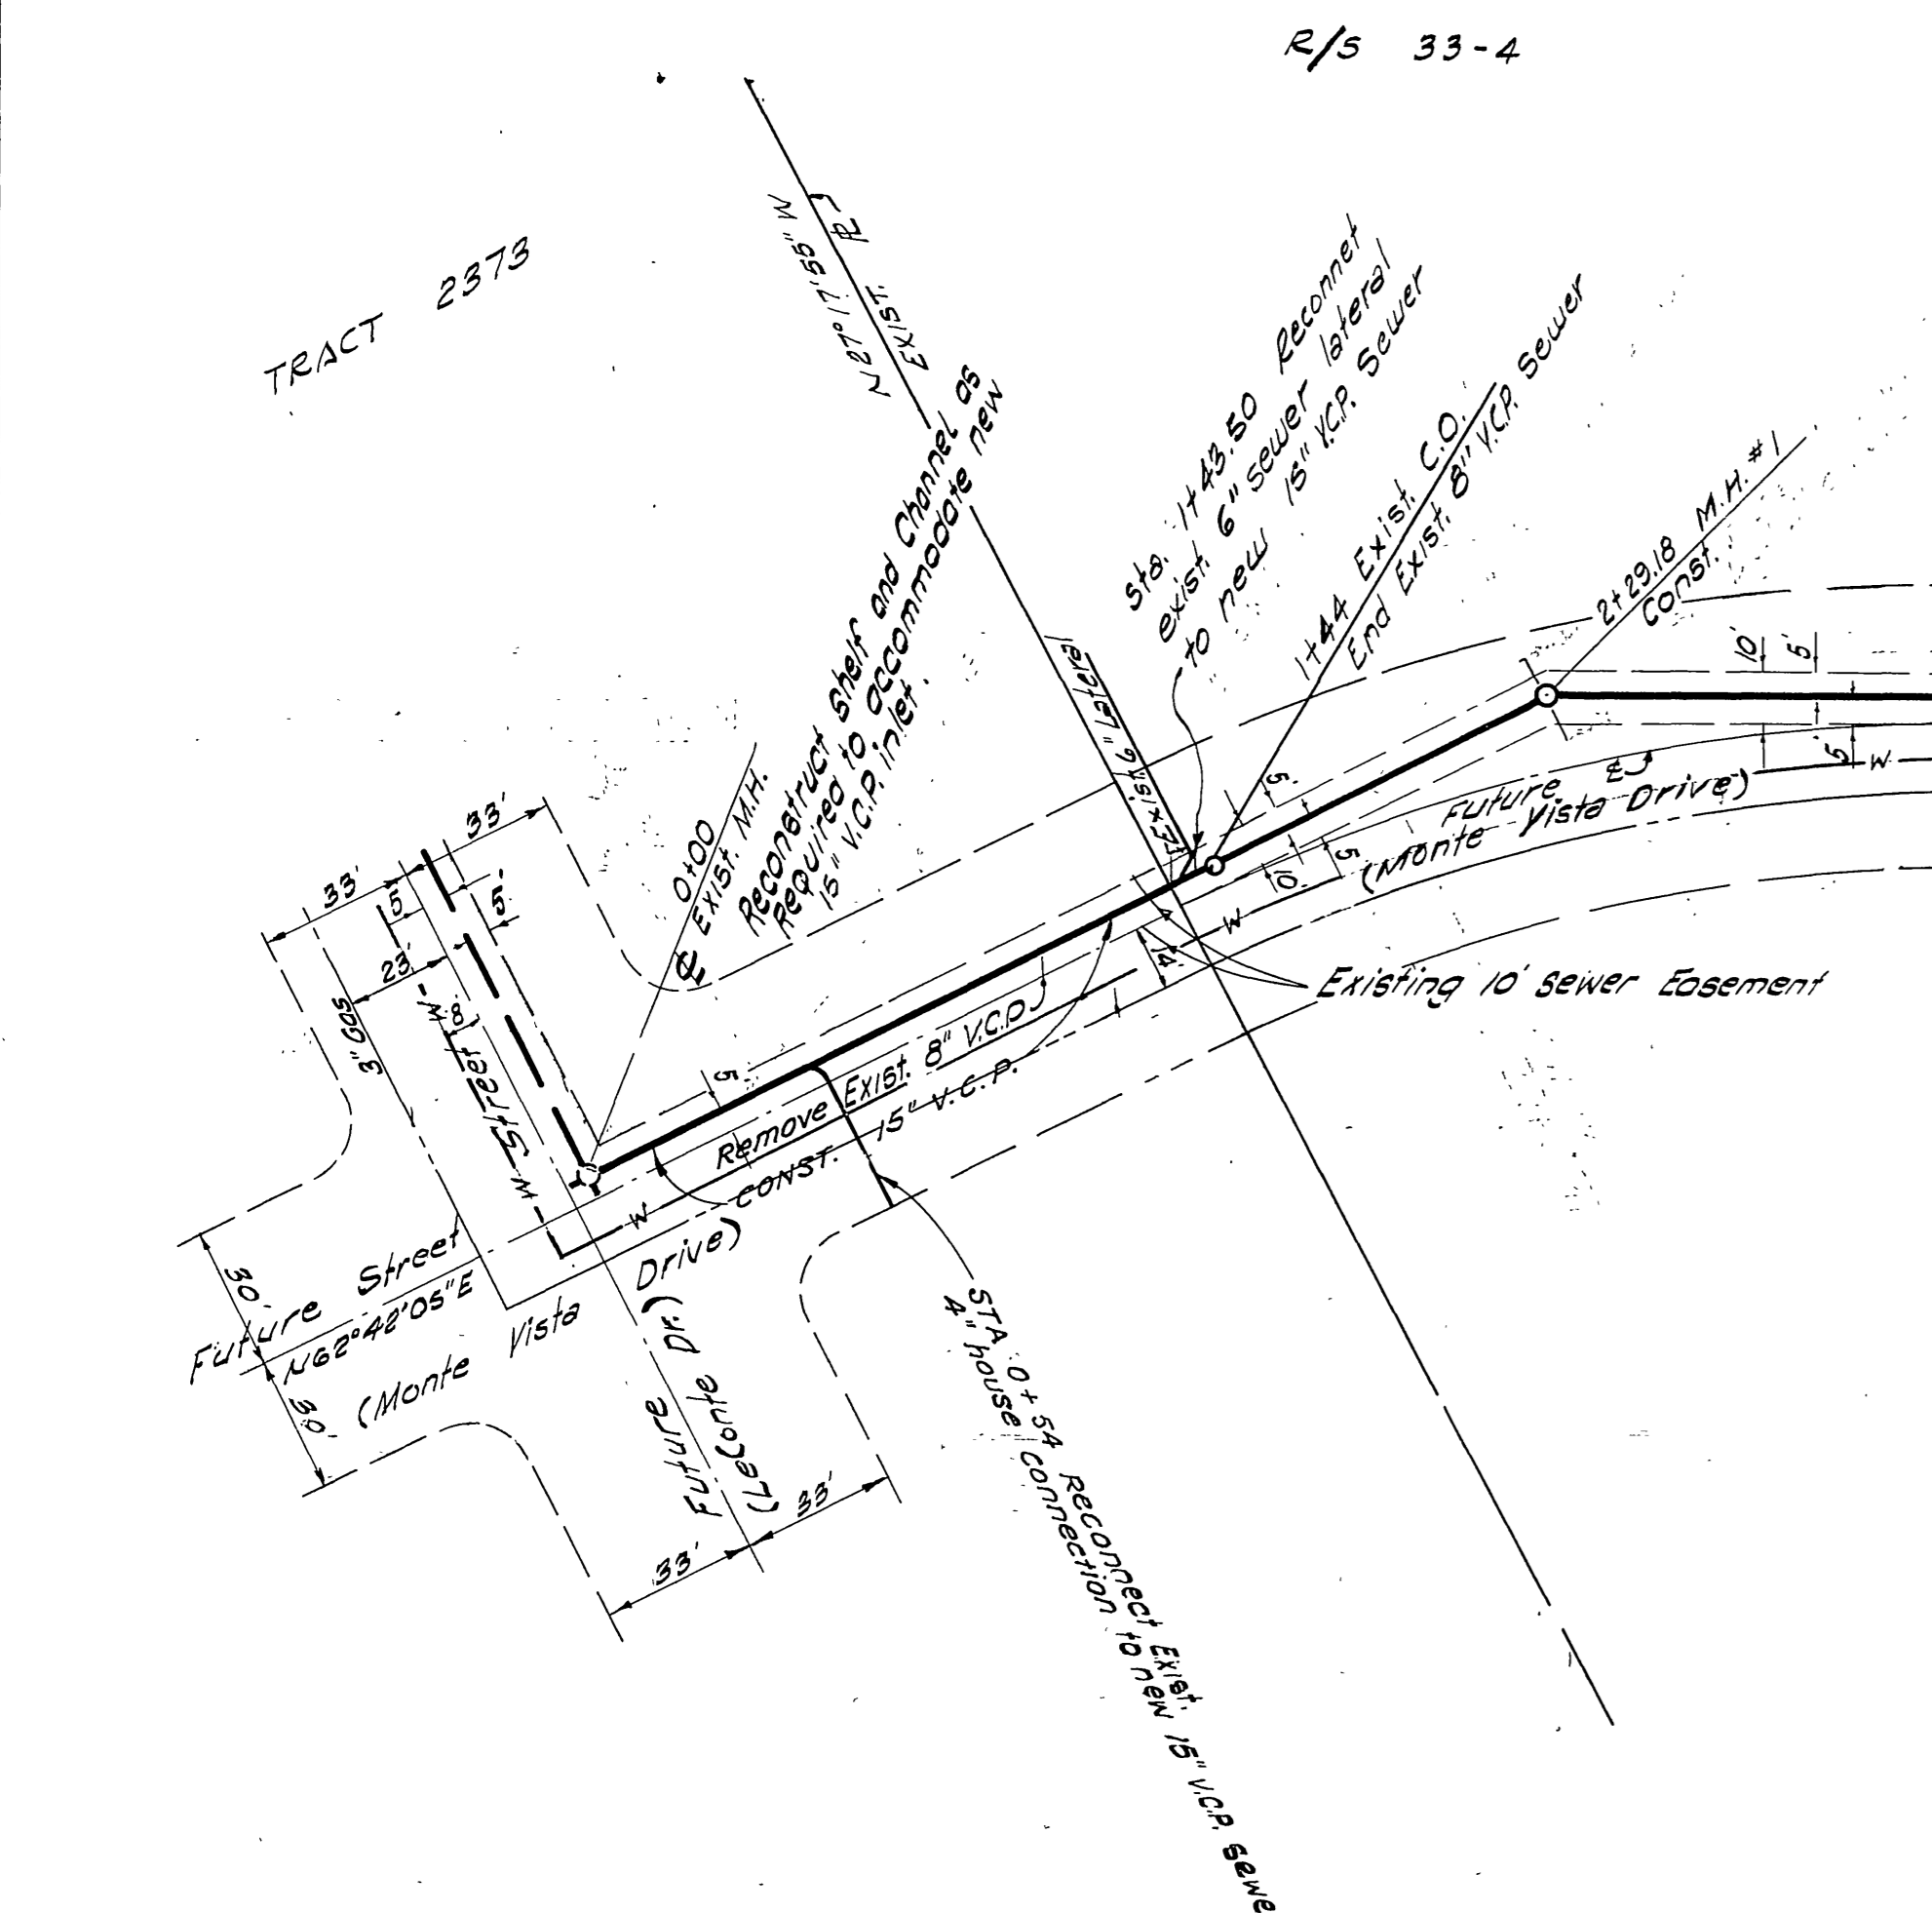 R/S 33-4
TRACT 2373
N 27° 17' 55" W
EXIST. PL
Reconstruct shelf and Channel as
Required to accommodate new
15" V.C.P. inlet.
0+00
₵ Exist. M.H.
Sta. 1+43.50 Reconnet
exist. 6" sewer lateral
to new 15" V.C.P. Sewer
1+44 Exist. C.O.
End Exist. 8" V.C.P. Sewer
2+29.18 M.H. #1
Const.
Exist. 6" Lateral
10'
5'
5'
W
Future ₵
(Monte Vista Drive)
5'
10'
5
4
14'
W
Existing 10' Sewer Easement
33'
33'
5'
5'
23'
3" Gas
W
8'
Street
W
5'
Remove Exist. 8" V.C.P.
CONST. 15" V.C.P.
W
Future Street
N62°42'05"E
(Monte Vista Drive)
30'
30'
Future
(LeConte Dr.)
33'
33'
STA. 0+54 Reconnect Exist.
4" house connection to new 15" V.C.P. sewe